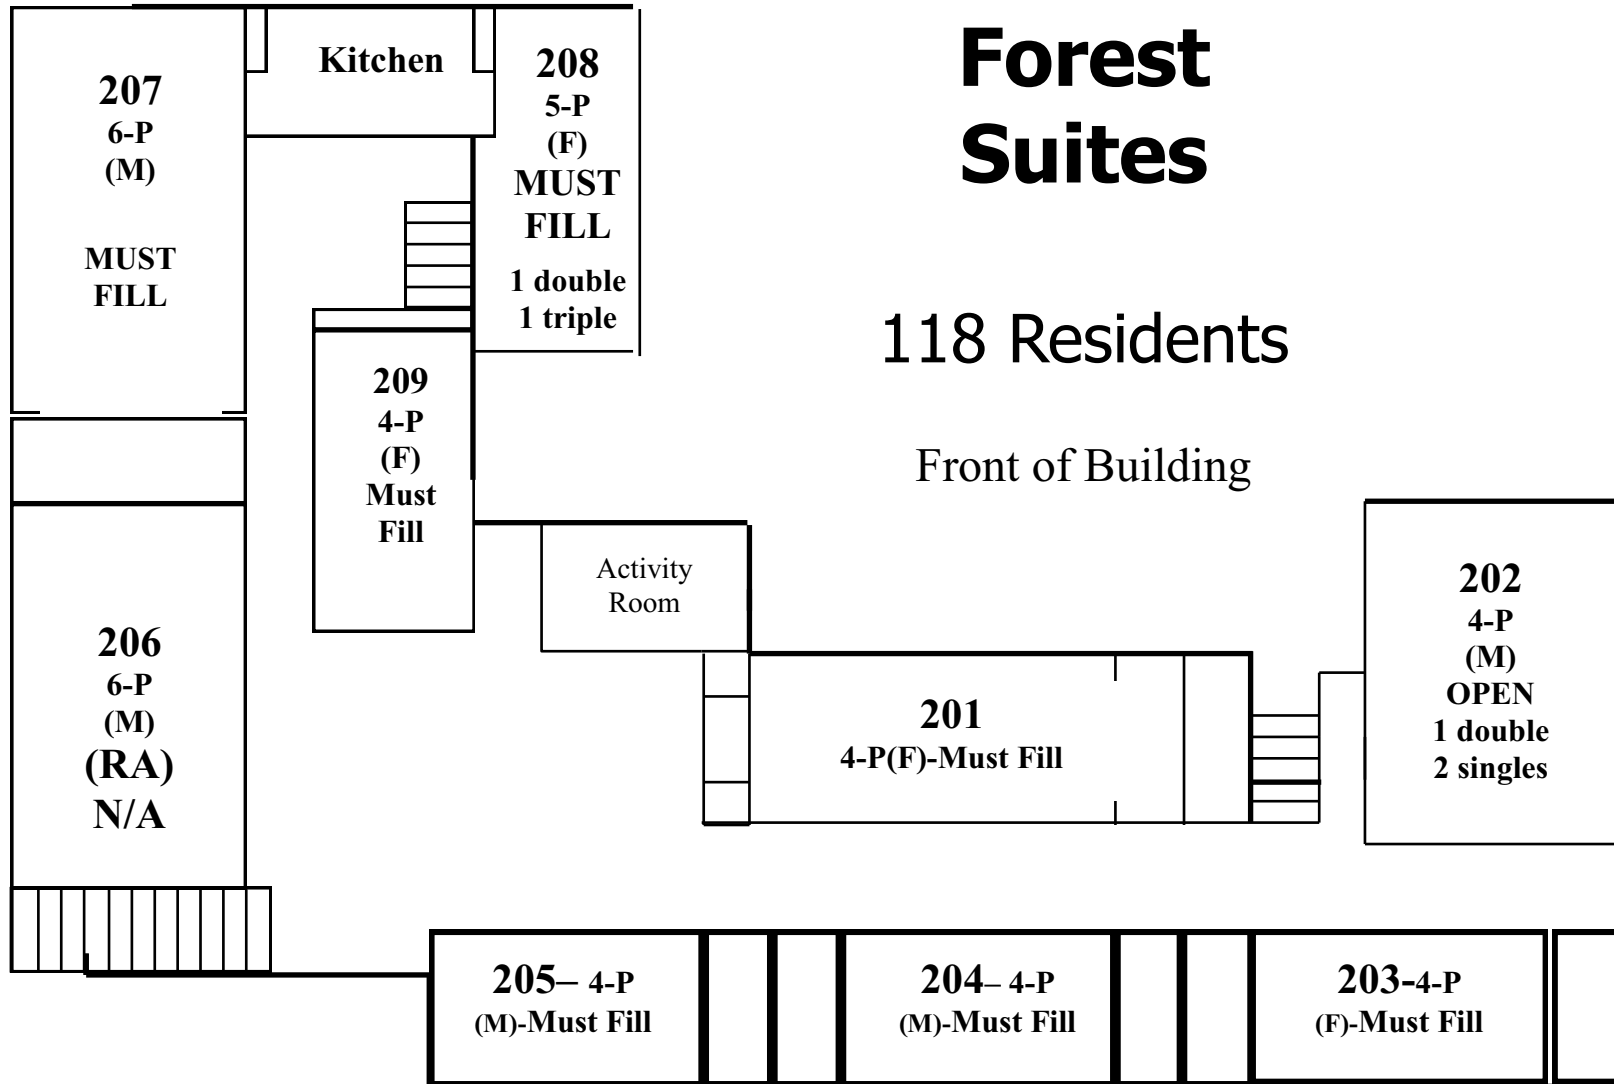 Forest
Suites
118 Residents
Front of Building
207
6-P
(M)
MUST
FILL
Kitchen
208
5-P
(F)
MUST
FILL
1 double
1 triple
209
4-P
(F)
Must
Fill
Activity
Room
206
6-P
(M)
(RA)
N/A
201
4-P(F)-Must Fill
202
4-P
(M)
OPEN
1 double
2 singles
205– 4-P
(M)-Must Fill
204– 4-P
(M)-Must Fill
203-4-P
(F)-Must Fill